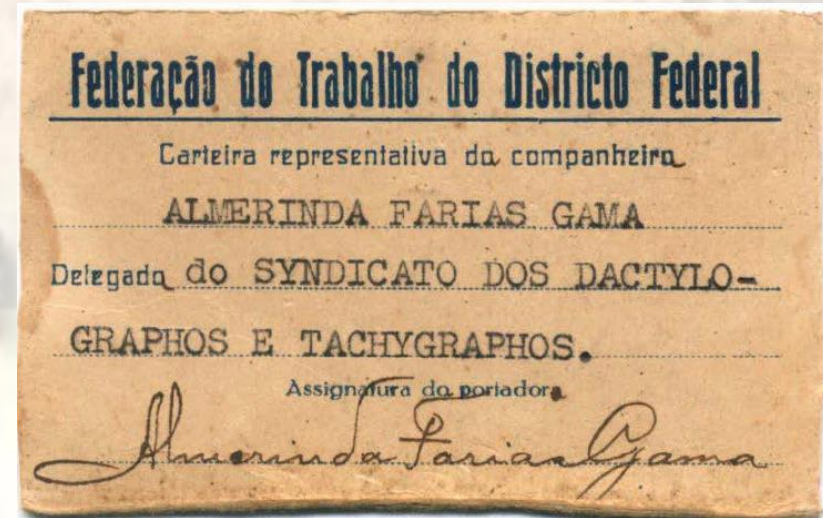 Federação do Trabalho do Districto Federal
Carteira representativa da companheira
ALMERINDA FARIAS GAMA
Delegada do SYNDICATO DOS DACTYLO-
GRAPHOS E TACHYGRAPHOS.
Assignatura da portadora
Almerinda Farias Gama